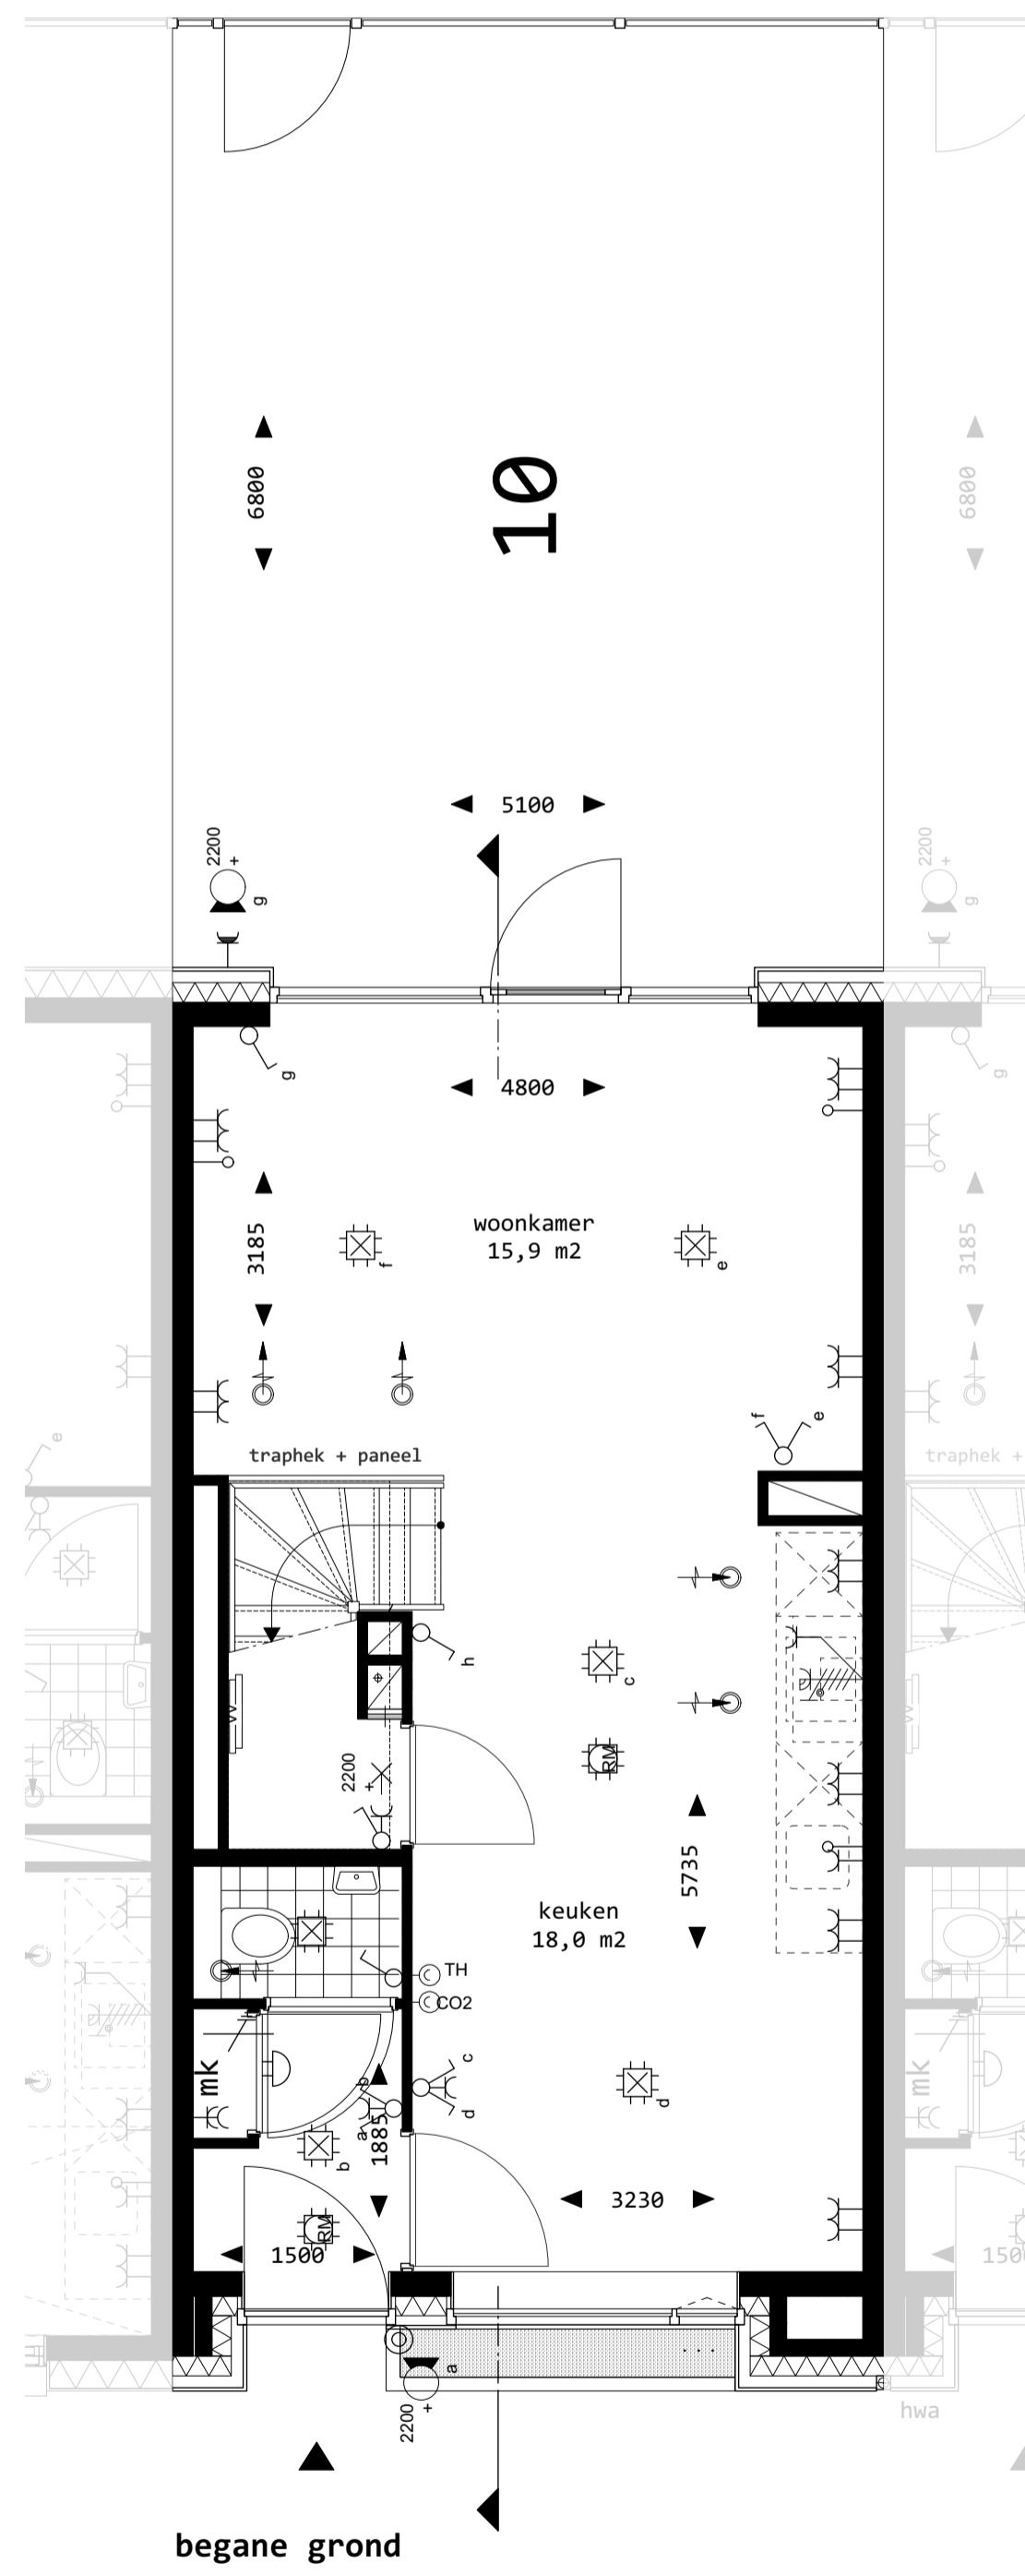 6800
10
6800
5100
2200
+
g
2200
+
g
g
g
4800
woonkamer
15,9 m2
3185
f
e
3185
f
e
e
traphek + paneel
traphek +
h
c
2200
+
RM
5735
keuken
18,0 m2
TH
CO2
mk
mk
c
d
b
a
1885
b
d
3230
RM
1500
1500
a
2200
+
hwa
begane grond